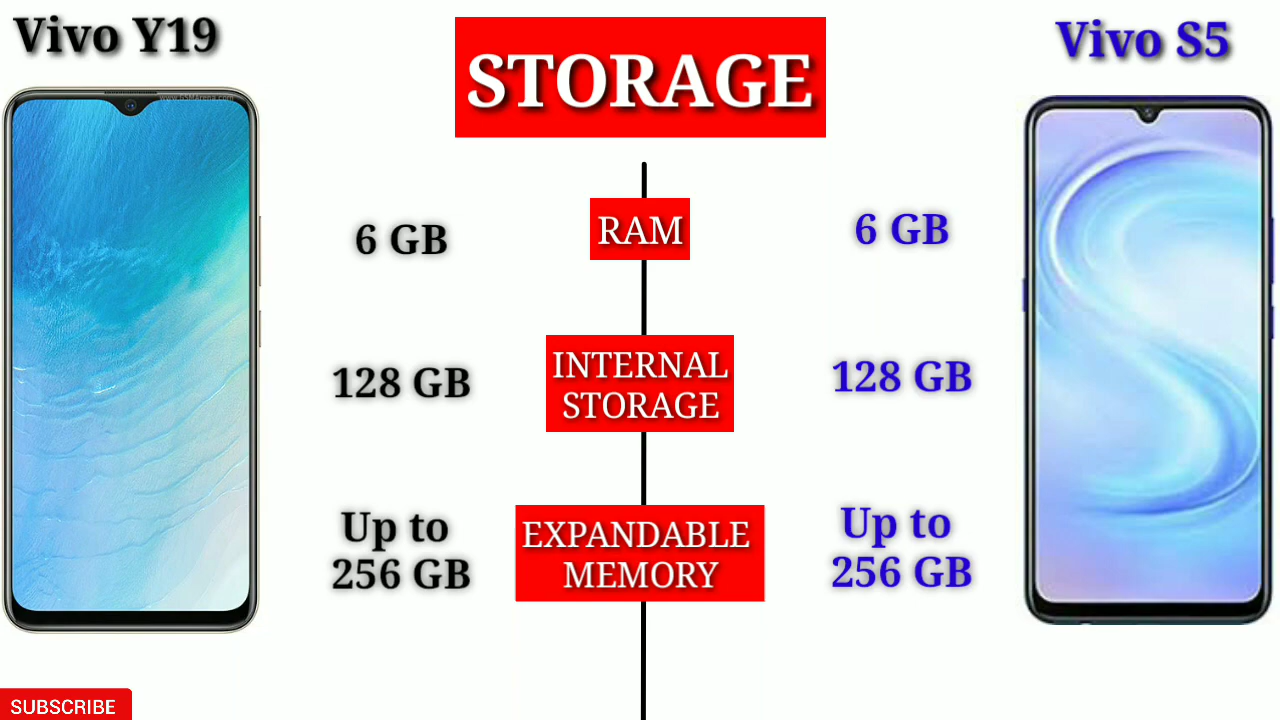 Vivo Y19
STORAGE
Vivo S5
6 GB
RAM
6 GB
128 GB
INTERNAL
STORAGE
128 GB
Up to
256 GB
EXPANDABLE
MEMORY
Up to
256 GB
SUBSCRIBE